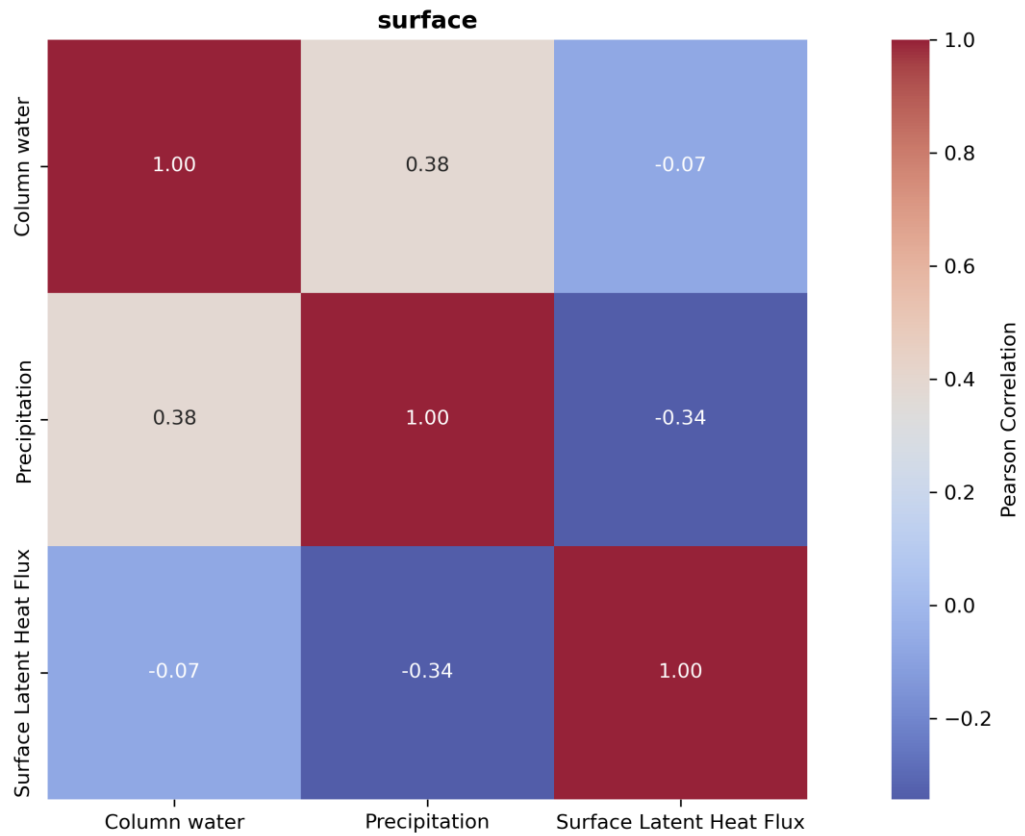 surface
Column water
1.00
0.38
-0.07
Precipitation
0.38
1.00
-0.34
Surface Latent Heat Flux
-0.07
-0.34
1.00
Column water
Precipitation
Surface Latent Heat Flux
1.0
0.8
0.6
0.4
0.2
0.0
−0.2
Pearson Correlation